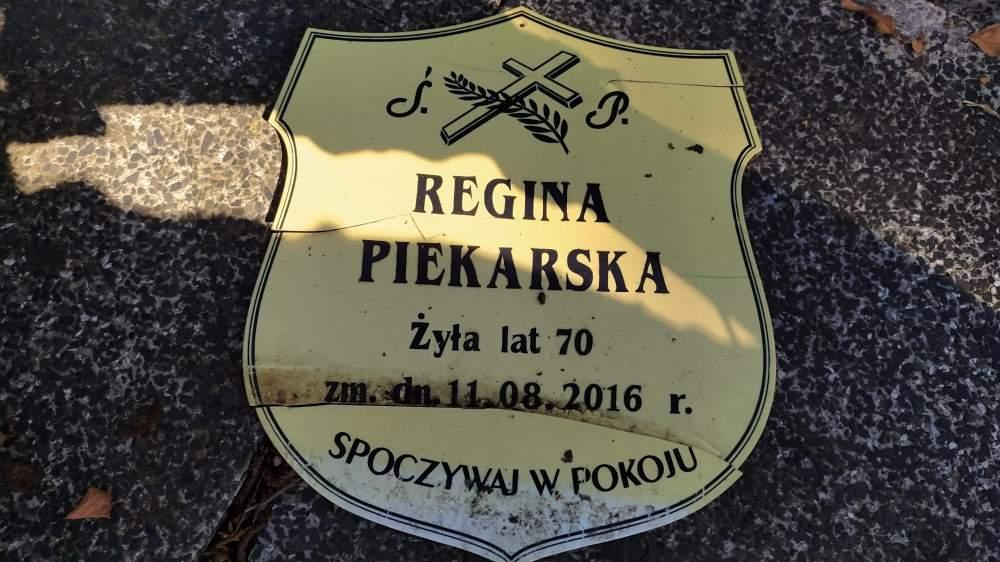 Ś. P.
REGINA
PIEKARSKA
Żyła lat 70
zm. dn. 11. 08. 2016 r.
SPOCZYWAJ W POKOJU